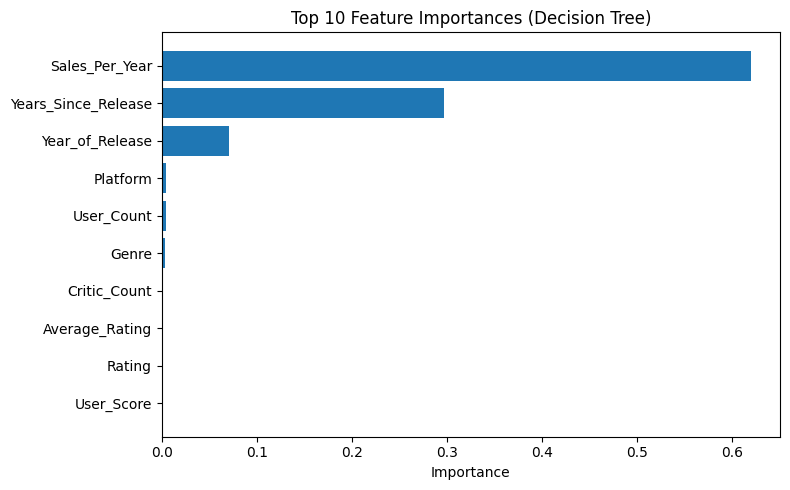 Top 10 Feature Importances (Decision Tree)
Sales_Per_Year
Years_Since_Release
Year_of_Release
Platform
User_Count
Genre
Critic_Count
Average_Rating
Rating
User_Score
0.0 0.1 0.2 0.3 0.4 0.5 0.6
Importance